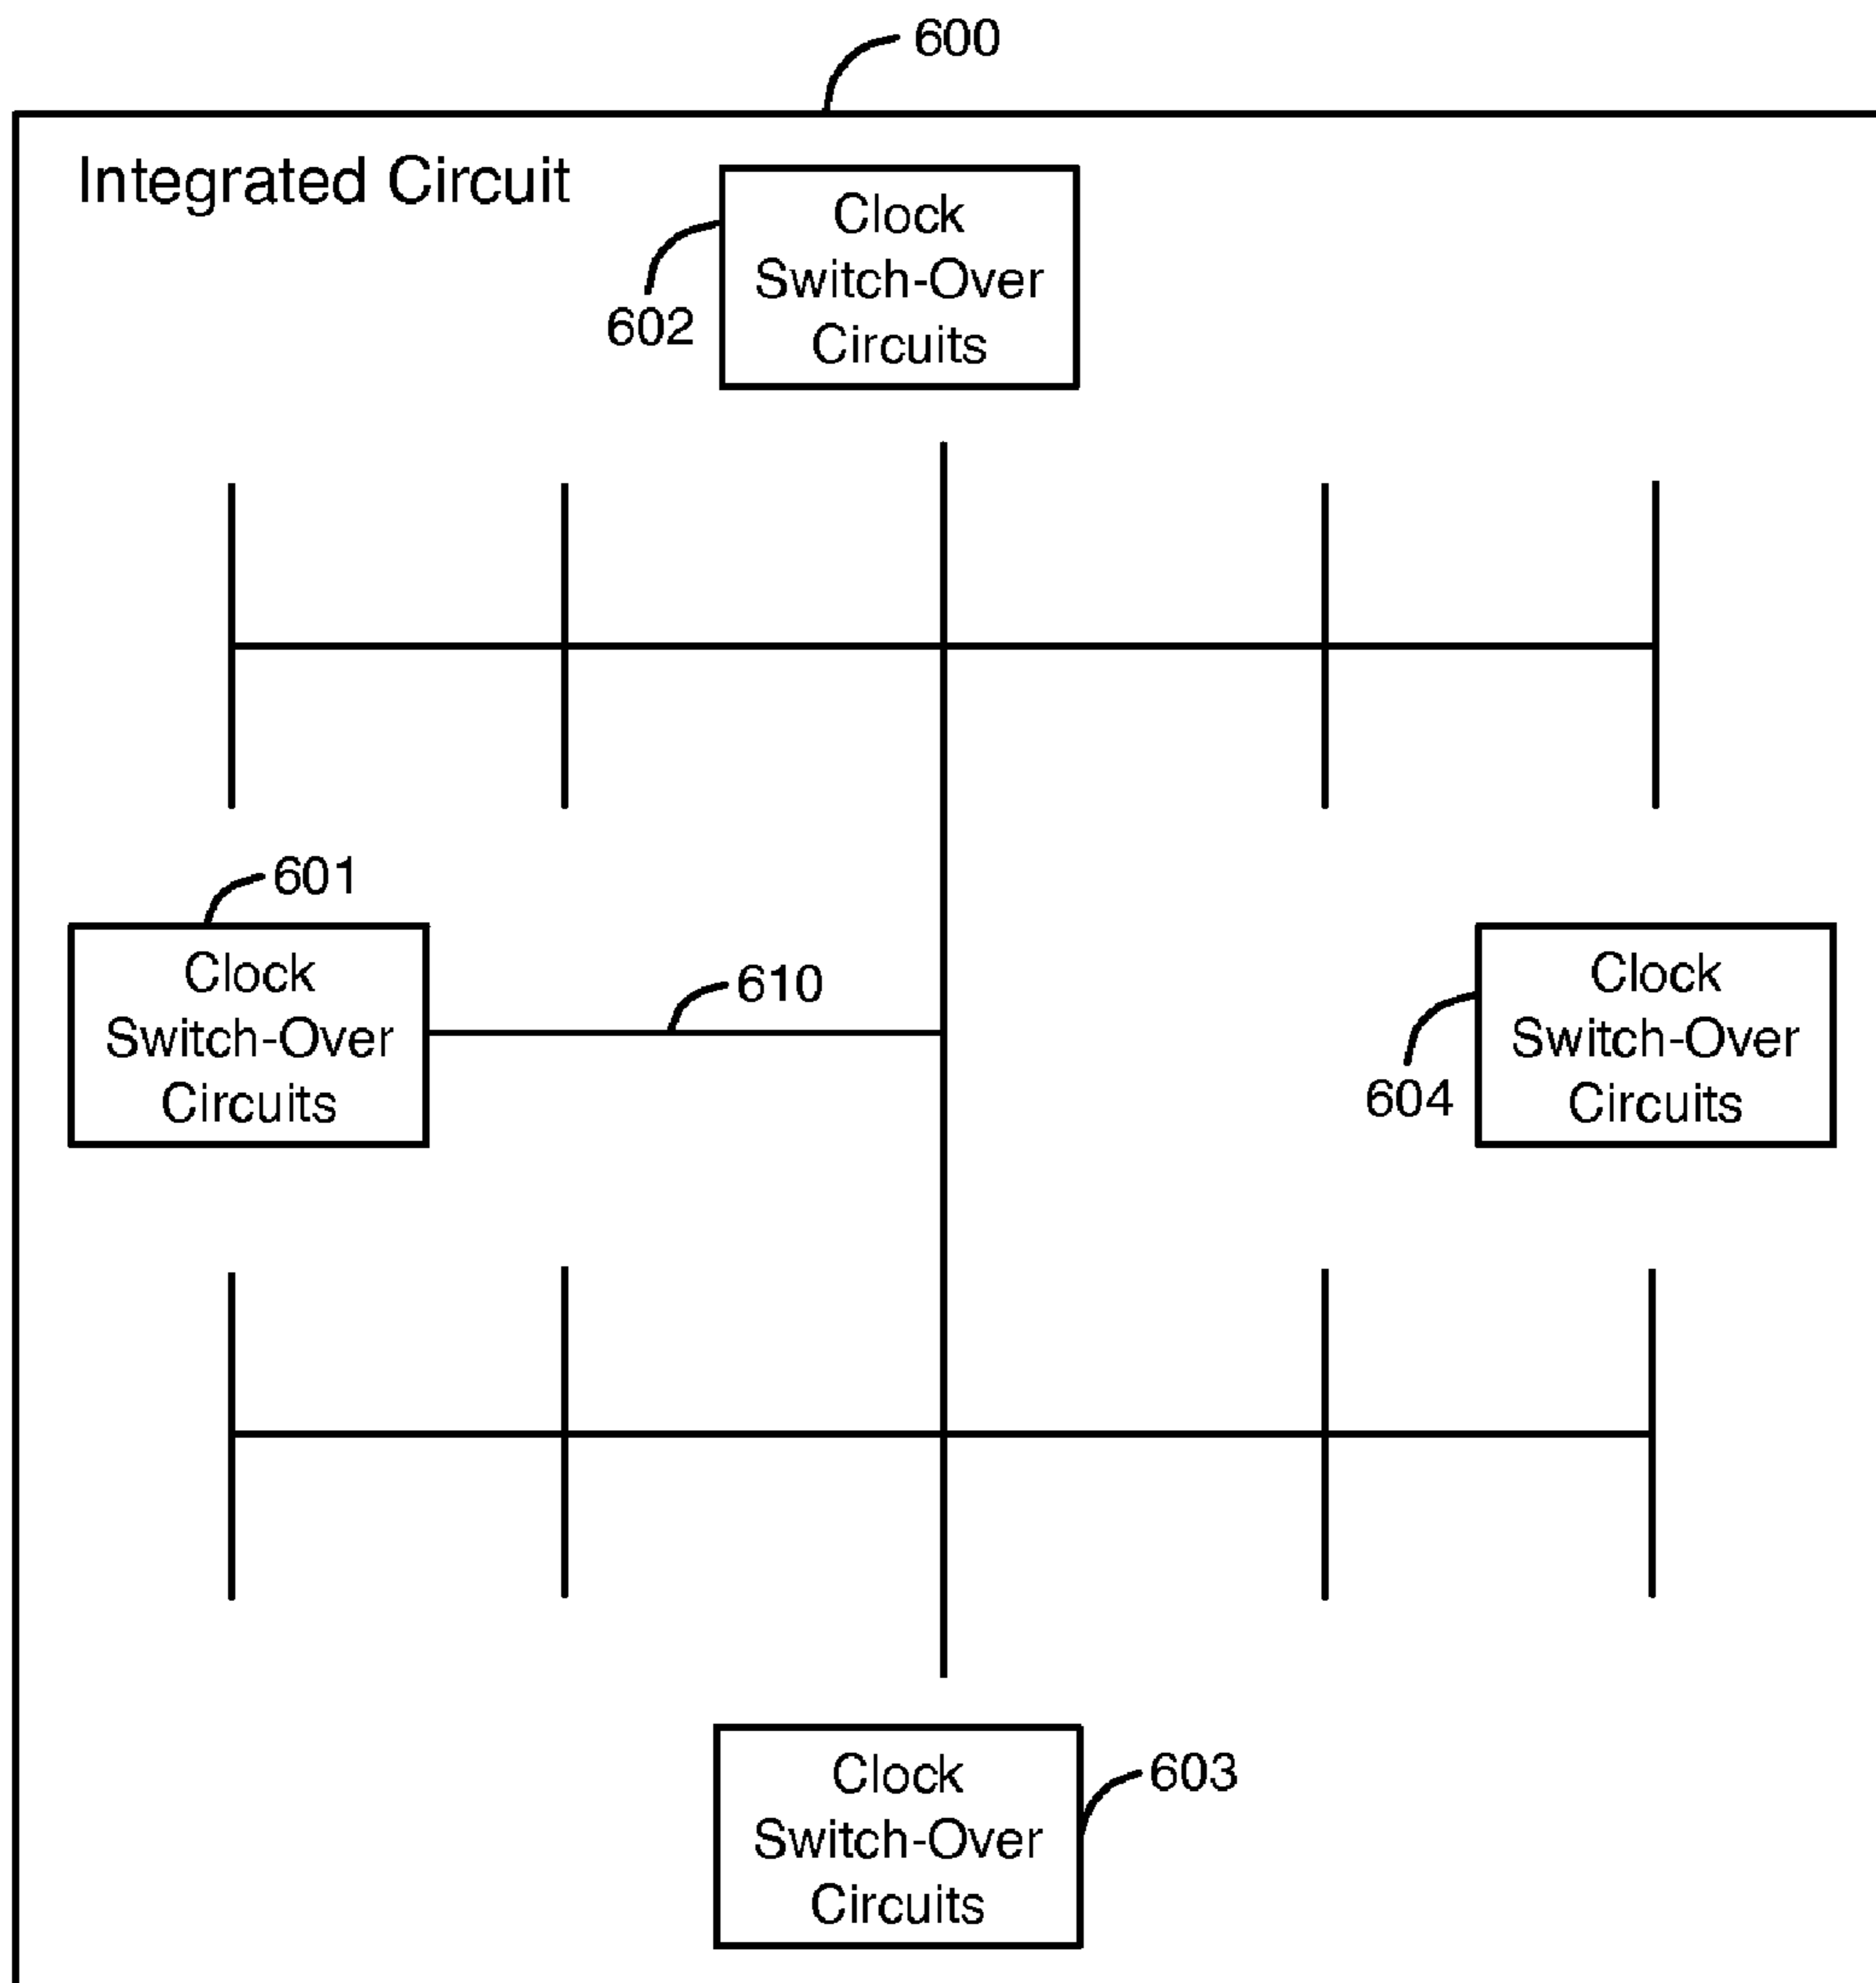 600
Integrated Circuit
Clock
Switch-Over
Circuits
602
601
Clock
Switch-Over
Circuits
610
Clock
Switch-Over
Circuits
604
Clock
Switch-Over
Circuits
603